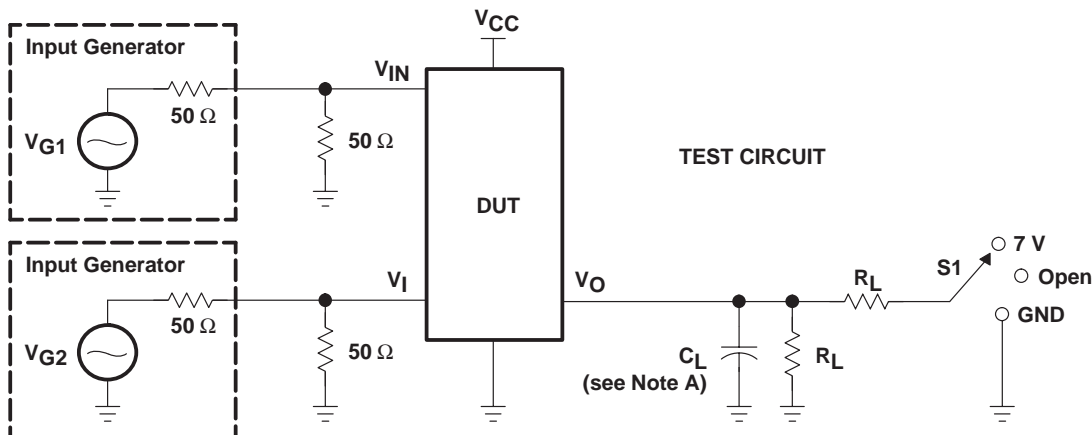 VCC
Input Generator
VIN
50 Ω
VG1
50 Ω
TEST CIRCUIT
DUT
Input Generator
VI
VO
50 Ω
VG2
50 Ω
RL
S1
7 V
Open
GND
CL
(see Note A)
RL